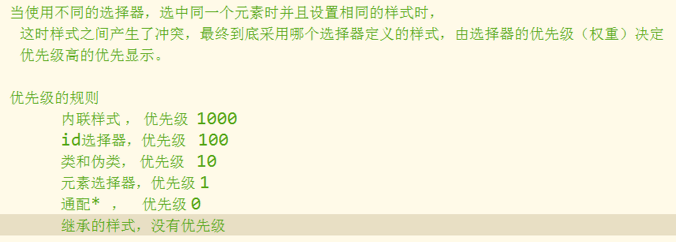 当使用不同的选择器，选中同一个元素时并且设置相同的样式时，
这时样式之间产生了冲突，最终到底采用哪个选择器定义的样式，由选择器的优先级（权重）决定
优先级高的优先显示。
优先级的规则
内联样式 ， 优先级 1000
id选择器，优先级 100
类和伪类， 优先级 10
元素选择器，优先级 1
通配* ， 优先级 0
继承的样式，没有优先级